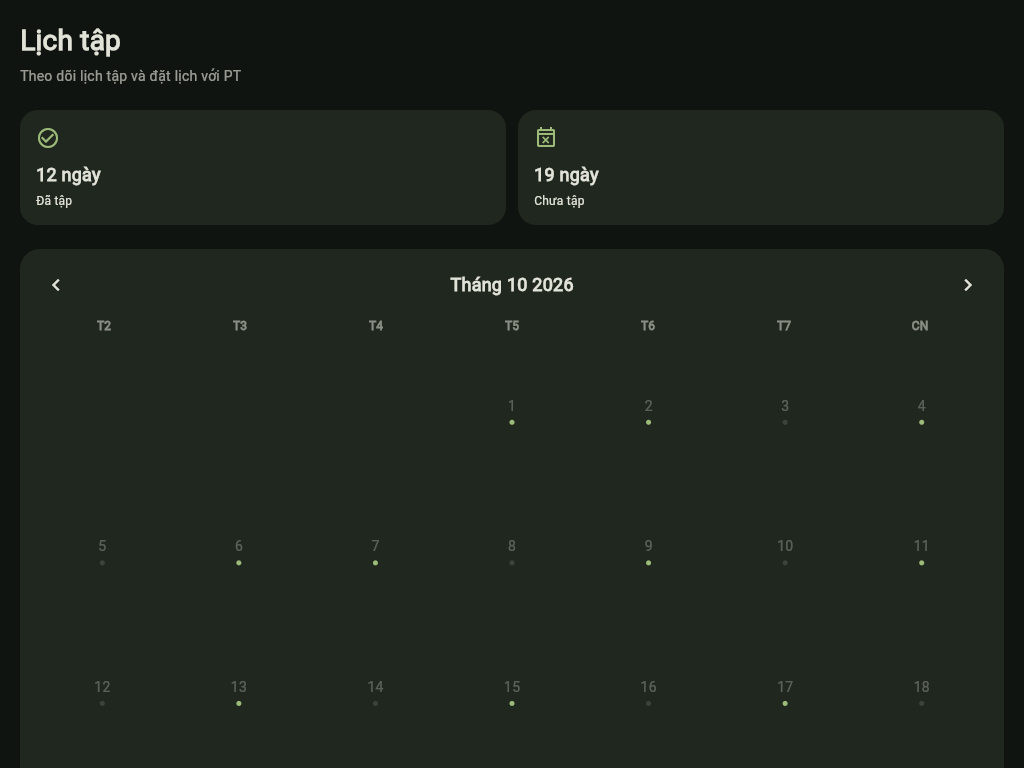 Lịch tập
Theo dõi lịch tập và đặt lịch với PT
12 ngày
Đã tập
19 ngày
Chưa tập
Tháng 10 2026
T2 T3 T4 T5 T6 T7 CN
1 2 3 4
5 6 7 8 9 10 11
12 13 14 15 16 17 18